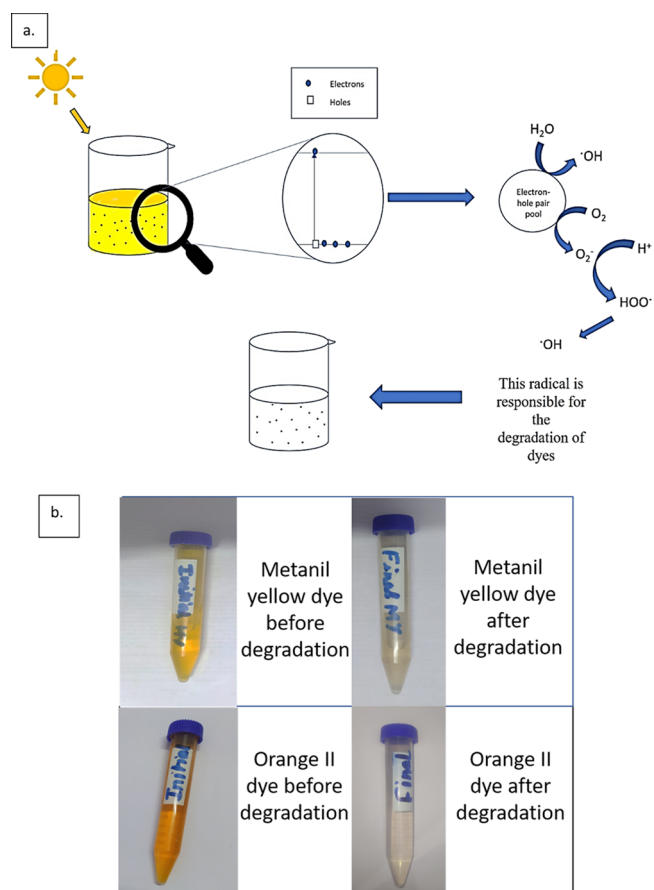 a.
Electrons
Holes
H₂O
·OH
Electron-
hole pair
pool
O₂
O₂⁻
H⁺
HOO⁻
·OH
This radical is
responsible for
the
degradation of
dyes
b.
Initial MY
Metanil
yellow dye
before
degradation
Final MY
Metanil
yellow dye
after
degradation
Initial
Orange II
dye before
degradation
Final
Orange II
dye after
degradation